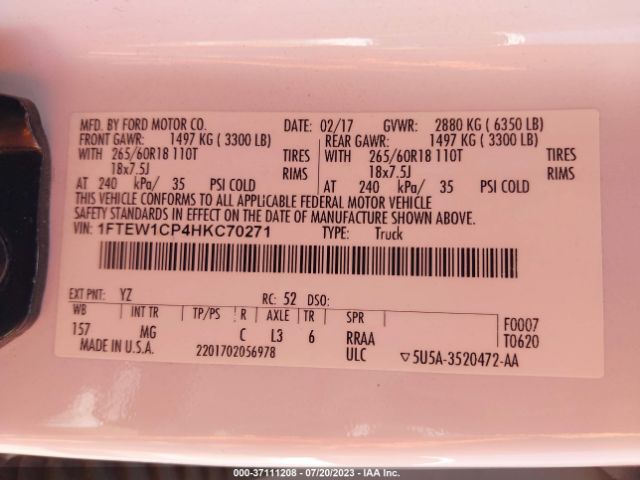 MFD. BY FORD MOTOR CO. DATE: 02/17 GVWR: 2880 KG ( 6350 LB)
FRONT GAWR: 1497 KG ( 3300 LB) REAR GAWR: 1497 KG ( 3300 LB)
WITH 265/60R18 110T TIRES WITH 265/60R18 110T TIRES
18x7.5J RIMS 18x7.5J RIMS
AT 240 kPa/ 35 PSI COLD AT 240 kPa/ 35 PSI COLD
THIS VEHICLE CONFORMS TO ALL APPLICABLE FEDERAL MOTOR VEHICLE
SAFETY STANDARDS IN EFFECT ON THE DATE OF MANUFACTURE SHOWN ABOVE.
VIN: 1FTEW1CP4HKC70271 TYPE: Truck
EXT PNT: YZ RC: 52 DSO:
WB INT TR TP/PS R AXLE TR SPR F0007
157 MG C L3 6 RRAA T0620
MADE IN U.S.A. 2201702056978 ULC ▽5U5A-3520472-AA
000-37111208 - 07/20/2023 - IAA Inc.